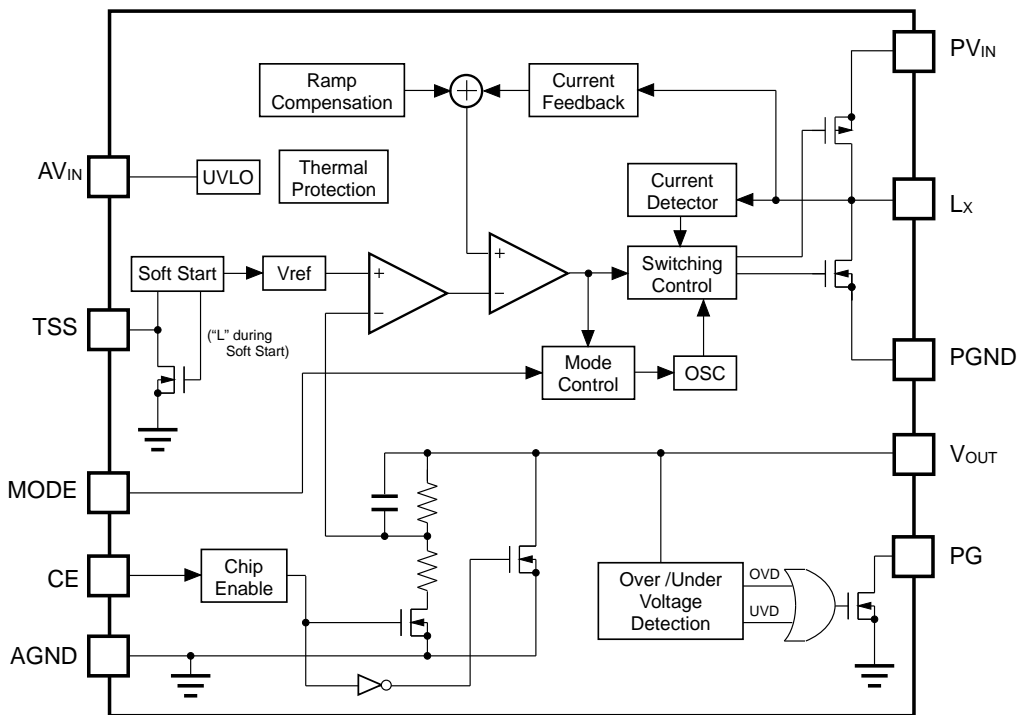 PVIN
Ramp
Compensation
+
Current
Feedback
AVIN
UVLO
Thermal
Protection
Current
Detector
LX
Soft Start
Vref
+
−
+
−
Switching
Control
TSS
("L" during
Soft Start)
Mode
Control
OSC
PGND
VOUT
MODE
CE
Chip
Enable
Over /Under
Voltage
Detection
OVD
UVD
PG
AGND